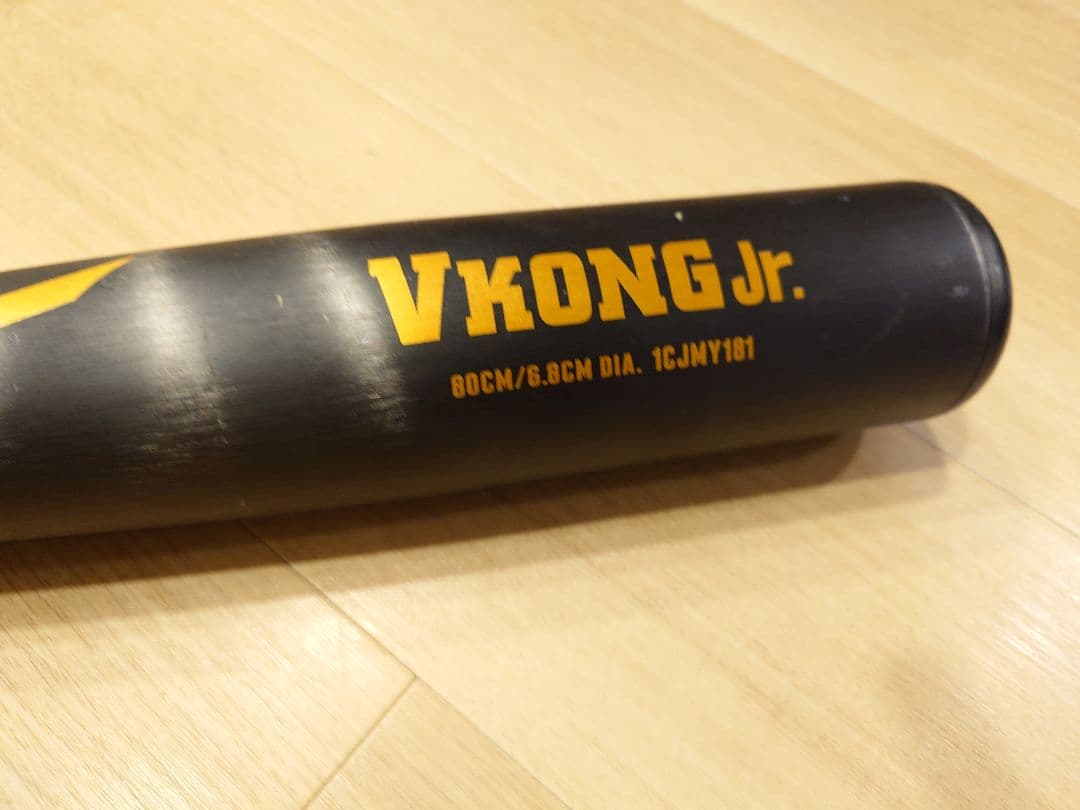 VKONG Jr.
80CM/6.8CM DIA. 1CJMY181